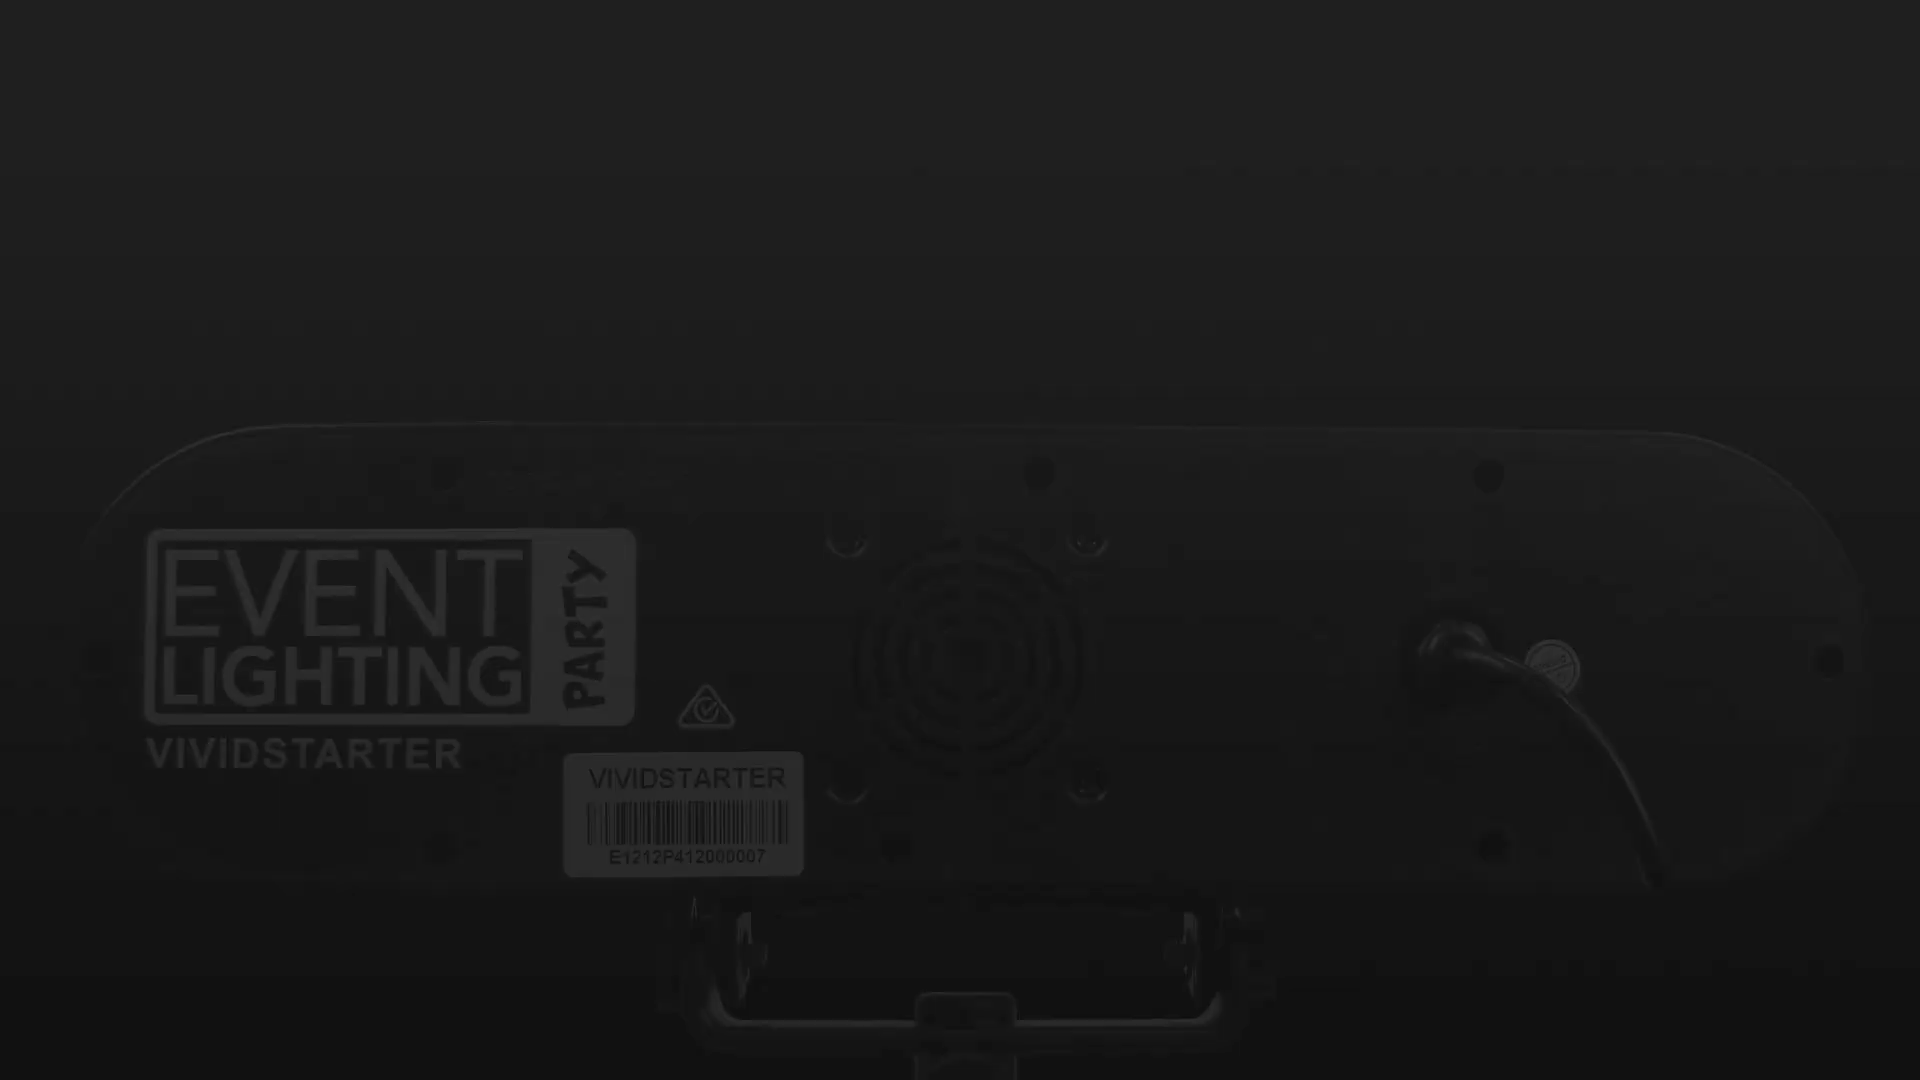 EVENT
LIGHTING
PARTY
VIVIDSTARTER
VIVIDSTARTER
E1212P412000007